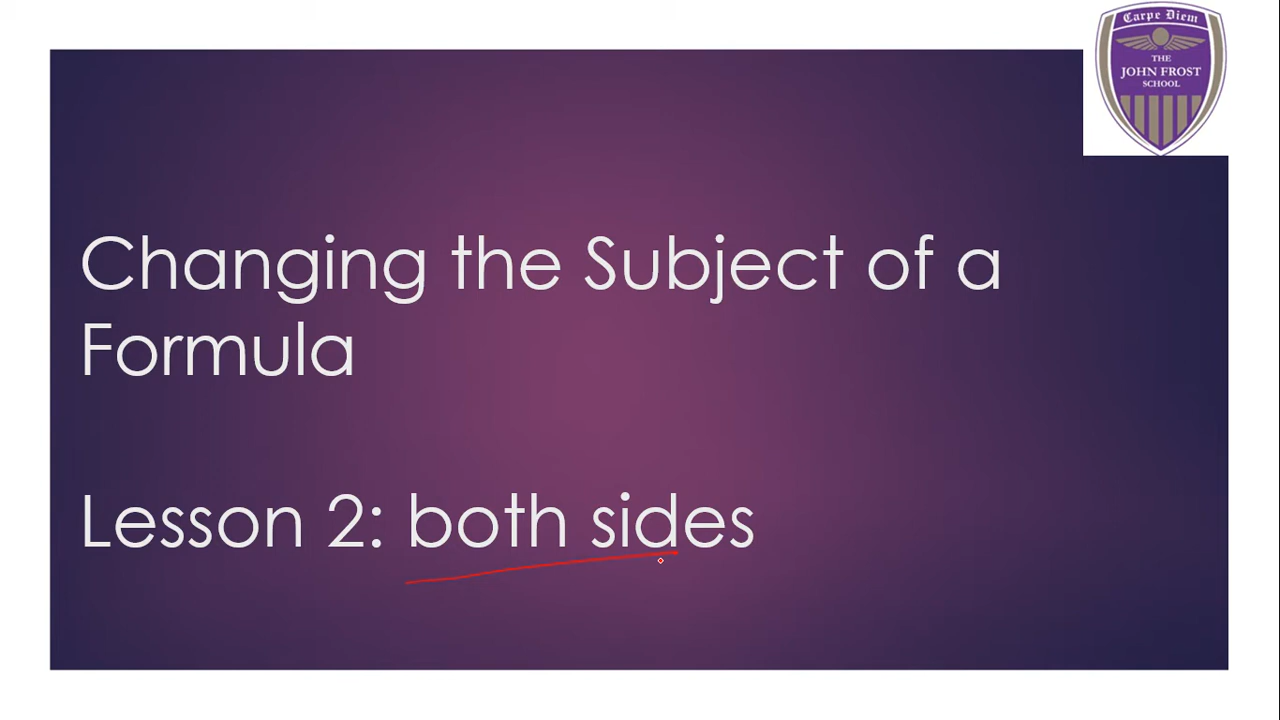 Carpe Diem
THE
JOHN FROST
SCHOOL
Changing the Subject of a
Formula
Lesson 2: both sides